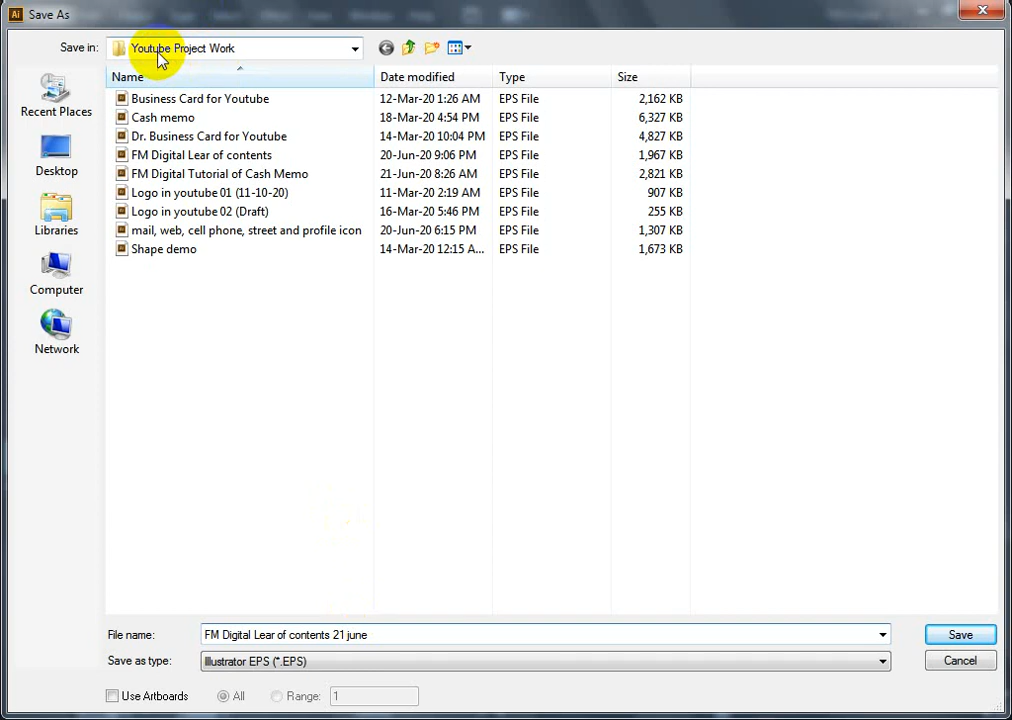 Save As
Save in: Youtube Project Work
Name Date modified Type Size
Business Card for Youtube 12-Mar-20 1:26 AM EPS File 2,162 KB
Cash memo 18-Mar-20 4:54 PM EPS File 6,327 KB
Dr. Business Card for Youtube 14-Mar-20 10:04 PM EPS File 4,827 KB
FM Digital Lear of contents 20-Jun-20 9:06 PM EPS File 1,967 KB
FM Digital Tutorial of Cash Memo 21-Jun-20 8:26 AM EPS File 2,821 KB
Logo in youtube 01 (11-10-20) 11-Mar-20 2:19 AM EPS File 907 KB
Logo in youtube 02 (Draft) 16-Mar-20 5:46 PM EPS File 255 KB
mail, web, cell phone, street and profile icon 20-Jun-20 6:15 PM EPS File 1,307 KB
Shape demo 14-Mar-20 12:15 A... EPS File 1,673 KB
Recent Places
Desktop
Libraries
Computer
Network
File name: FM Digital Lear of contents 21 june Save
Save as type: Illustrator EPS (*.EPS) Cancel
Use Artboards All Range: 1